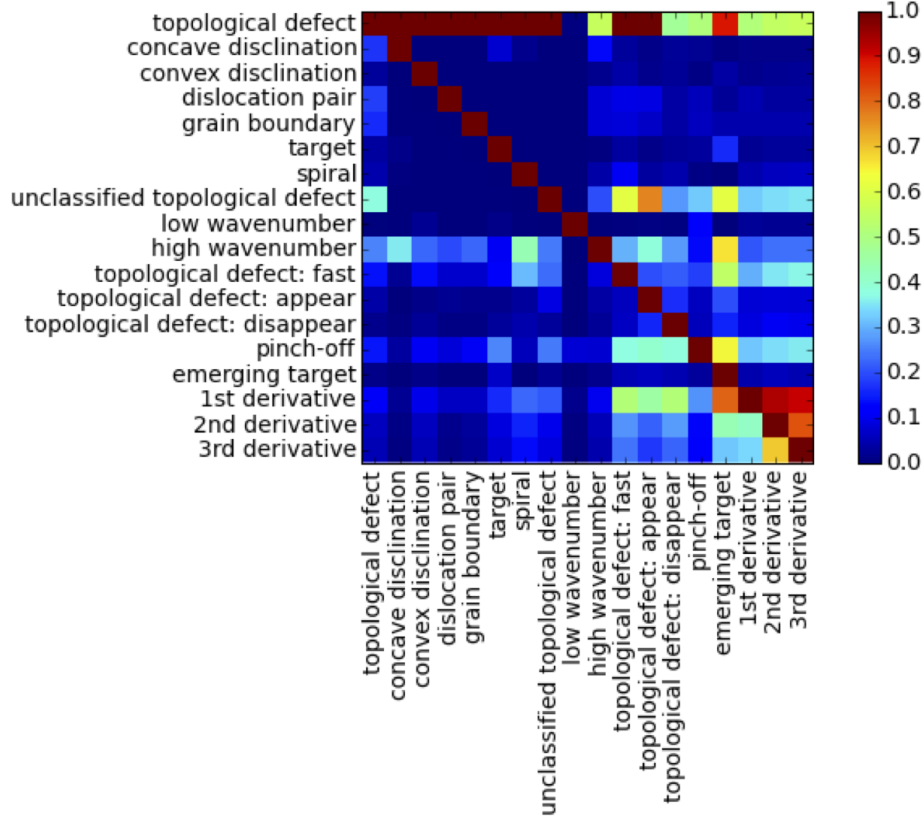 topological defect
concave disclination
convex disclination
dislocation pair
grain boundary
target
spiral
unclassified topological defect
low wavenumber
high wavenumber
topological defect: fast
topological defect: appear
topological defect: disappear
pinch-off
emerging target
1st derivative
2nd derivative
3rd derivative
topological defect
concave disclination
convex disclination
dislocation pair
grain boundary
target
spiral
unclassified topological defect
low wavenumber
high wavenumber
topological defect: fast
topological defect: appear
topological defect: disappear
pinch-off
emerging target
1st derivative
2nd derivative
3rd derivative
1.0
0.9
0.8
0.7
0.6
0.5
0.4
0.3
0.2
0.1
0.0